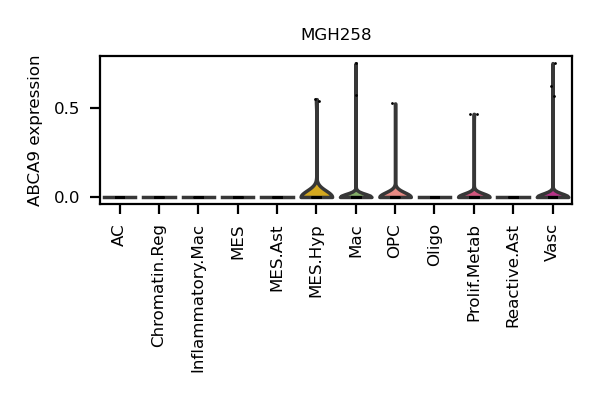 MGH258
ABCA9 expression
0.5
0.0
AC
Chromatin.Reg
Inflammatory.Mac
MES
MES.Ast
MES.Hyp
Mac
OPC
Oligo
Prolif.Metab
Reactive.Ast
Vasc